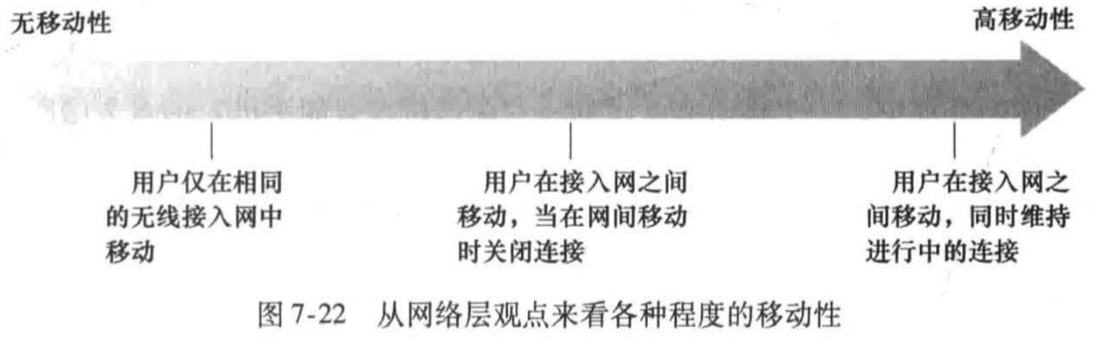 无移动性
高移动性
用户仅在相同
的无线接入网中
移动
用户在接入网之间
移动，当在网间移动
时关闭连接
用户在接入网之
间移动，同时维持
进行中的连接
图 7-22 从网络层观点来看各种程度的移动性